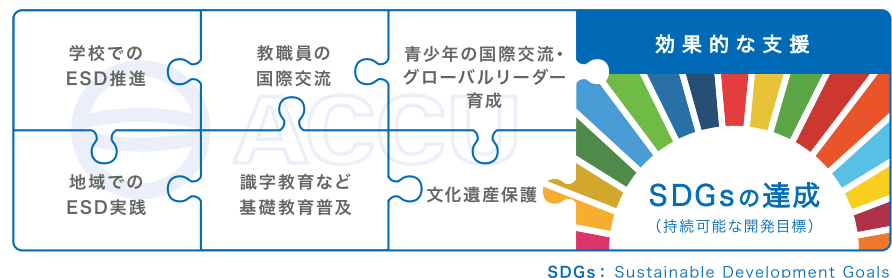 学校での
ESD推進
教職員の
国際交流
青少年の国際交流・
グローバルリーダー
育成
効果的な支援
ACCU
地域での
ESD実践
識字教育など
基礎教育普及
文化遺産保護
SDGsの達成
(持続可能な開発目標)
SDGs: Sustainable Development Goals